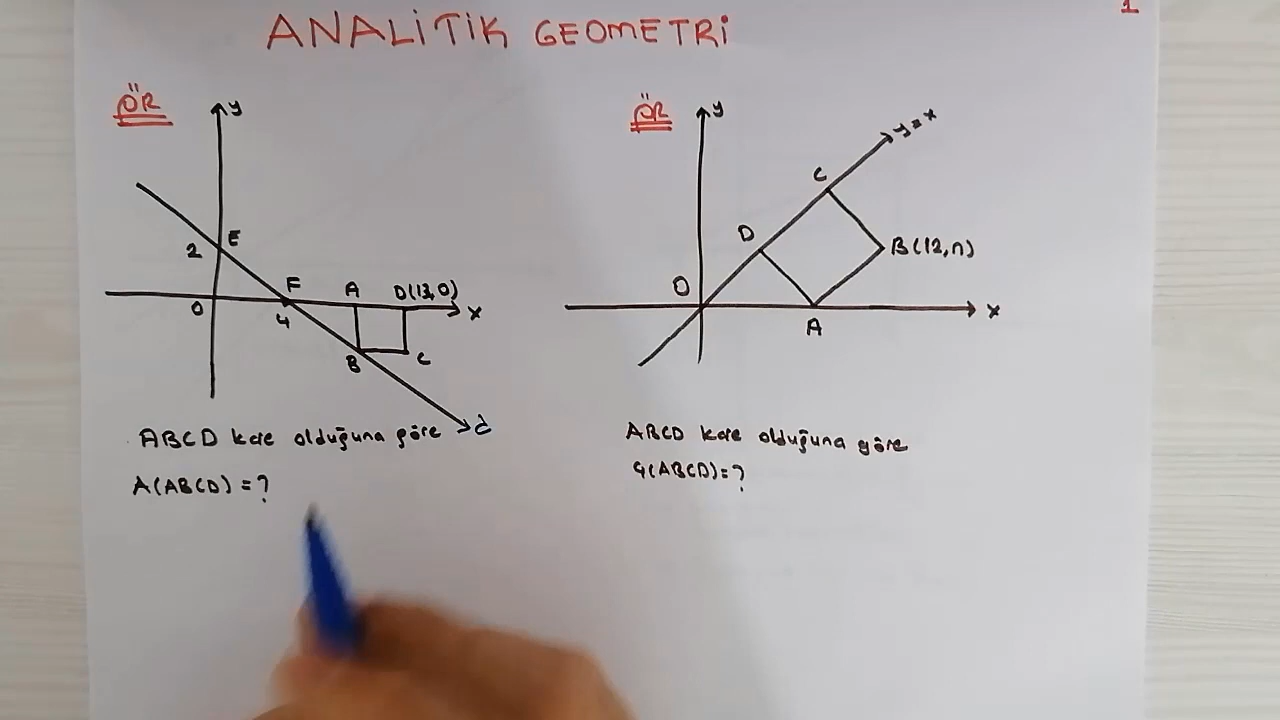 1
ANALİTİK GEOMETRİ
ÖR
y
E
2
F
A
D(13,0)
x
0
4
B
C
d
ABCD kare olduğuna göre
A(ABCD) = ?
ÖR
y
y=x
C
D
B(12,n)
O
A
x
ABCD kare olduğuna göre
Ç(ABCD)=?